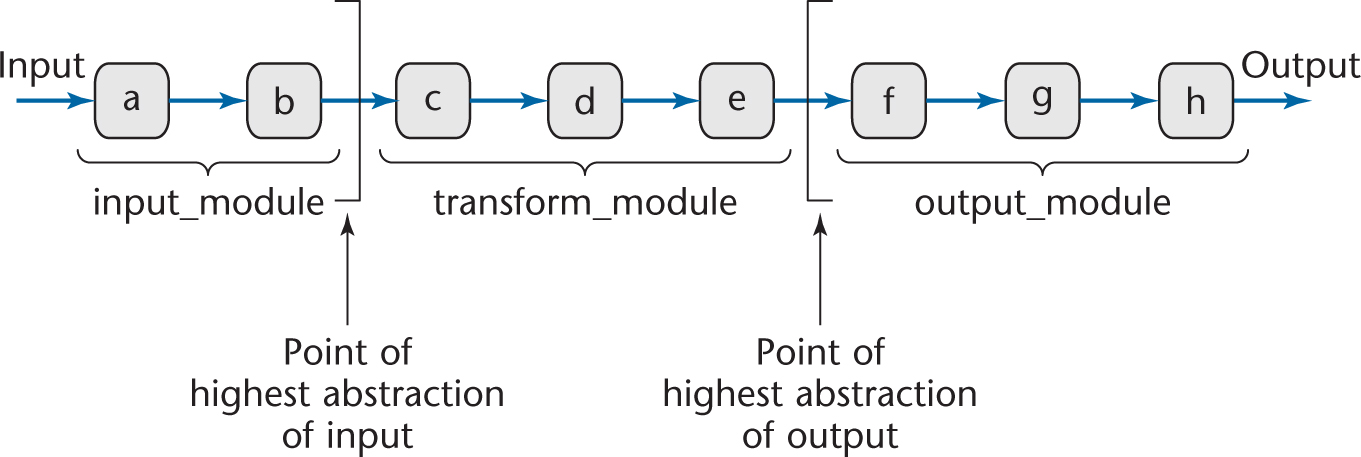 Input
a
b
c
d
e
f
g
h
Output
input_module
transform_module
output_module
Point of
highest abstraction
of input
Point of
highest abstraction
of output